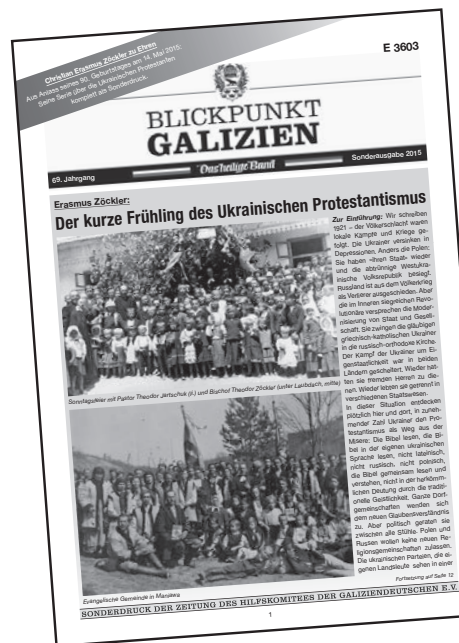 Christian Erasmus Zöckler zu Ehren
Aus Anlass seines 90. Geburtstages am 14. Mai 2015:
Seine Serie über die Ukrainischen Protestanten
komplett als Sonderdruck.
E 3603
BLICKPUNKT
GALIZIEN
69. Jahrgang
"Das heilige Band"
Sonderausgabe 2015
Erasmus Zöckler:
Der kurze Frühling des Ukrainischen Protestantismus
Sonntagsfeier mit Pastor Theodor Jartschuk (li.) und Bischof Theodor Zöckler (unter Laubdach, mitte)
Evangelische Gemeinde in Maniawa
Zur Einführung: Wir schreiben
1921 – der Völkerschlacht waren
lokale Kämpfe und Kriege ge-
folgt. Die Ukrainer versinken in
Depressionen. Anders die Polen:
Sie haben »ihren Staat« wieder
und die abtrünnige Westukra-
inische Volksrepublik besiegt.
Russland ist aus dem Völkerkrieg
als Verlierer ausgeschieden. Aber
die im Inneren siegreichen Revo-
lutionäre versprechen die Moder-
nisierung von Staat und Gesell-
schaft. Sie zwingen die gläubigen
griechisch-katholischen Ukrainer
in die russisch-orthodoxe Kirche.
Der Kampf der Ukrainer um Ei-
genstaatlichkeit war in beiden
Ländern gescheitert. Wieder hat-
ten sie fremden Herren zu die-
nen. Wieder leben sie getrennt in
verschiedenen Staatswesen.
In dieser Situation entdecken
plötzlich hier und dort, in zuneh-
mender Zahl Ukrainer den Pro-
testantismus als Weg aus der
Misere: Die Bibel lesen, die Bi-
bel in der eigenen ukrainischen
Sprache lesen, nicht lateinisch,
nicht russisch, nicht polnisch,
die Bibel gemeinsam lesen und
verstehen, nicht in der herkömm-
lichen Deutung durch die traditi-
onelle Geistlichkeit. Ganze Dorf-
gemeinschaften wenden sich
dem neuen Glaubensverständnis
zu. Aber politisch geraten sie
zwischen alle Stühle. Polen und
Russen wollen keine neuen Re-
ligionsgemeinschaften zulassen.
Die ukrainischen Parteien, die ei-
genen Landsleute sehen in einer
Fortsetzung auf Seite 12
SONDERDRUCK DER ZEITUNG DES HILFSKOMITEES DER GALIZIENDEUTSCHEN E.V.
1